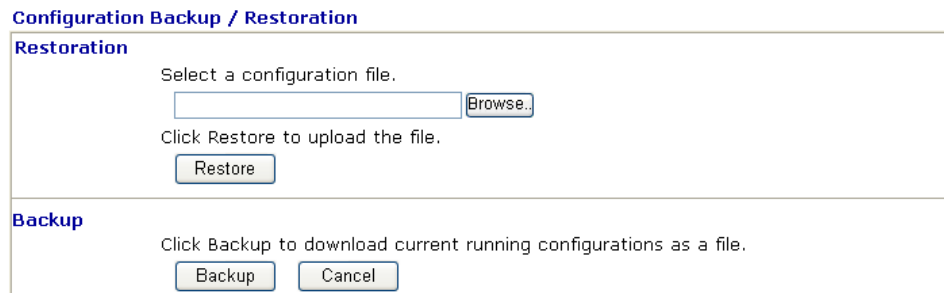 Configuration Backup / Restoration
Restoration
Select a configuration file.
Browse..
Click Restore to upload the file.
Restore
Backup
Click Backup to download current running configurations as a file.
Backup Cancel